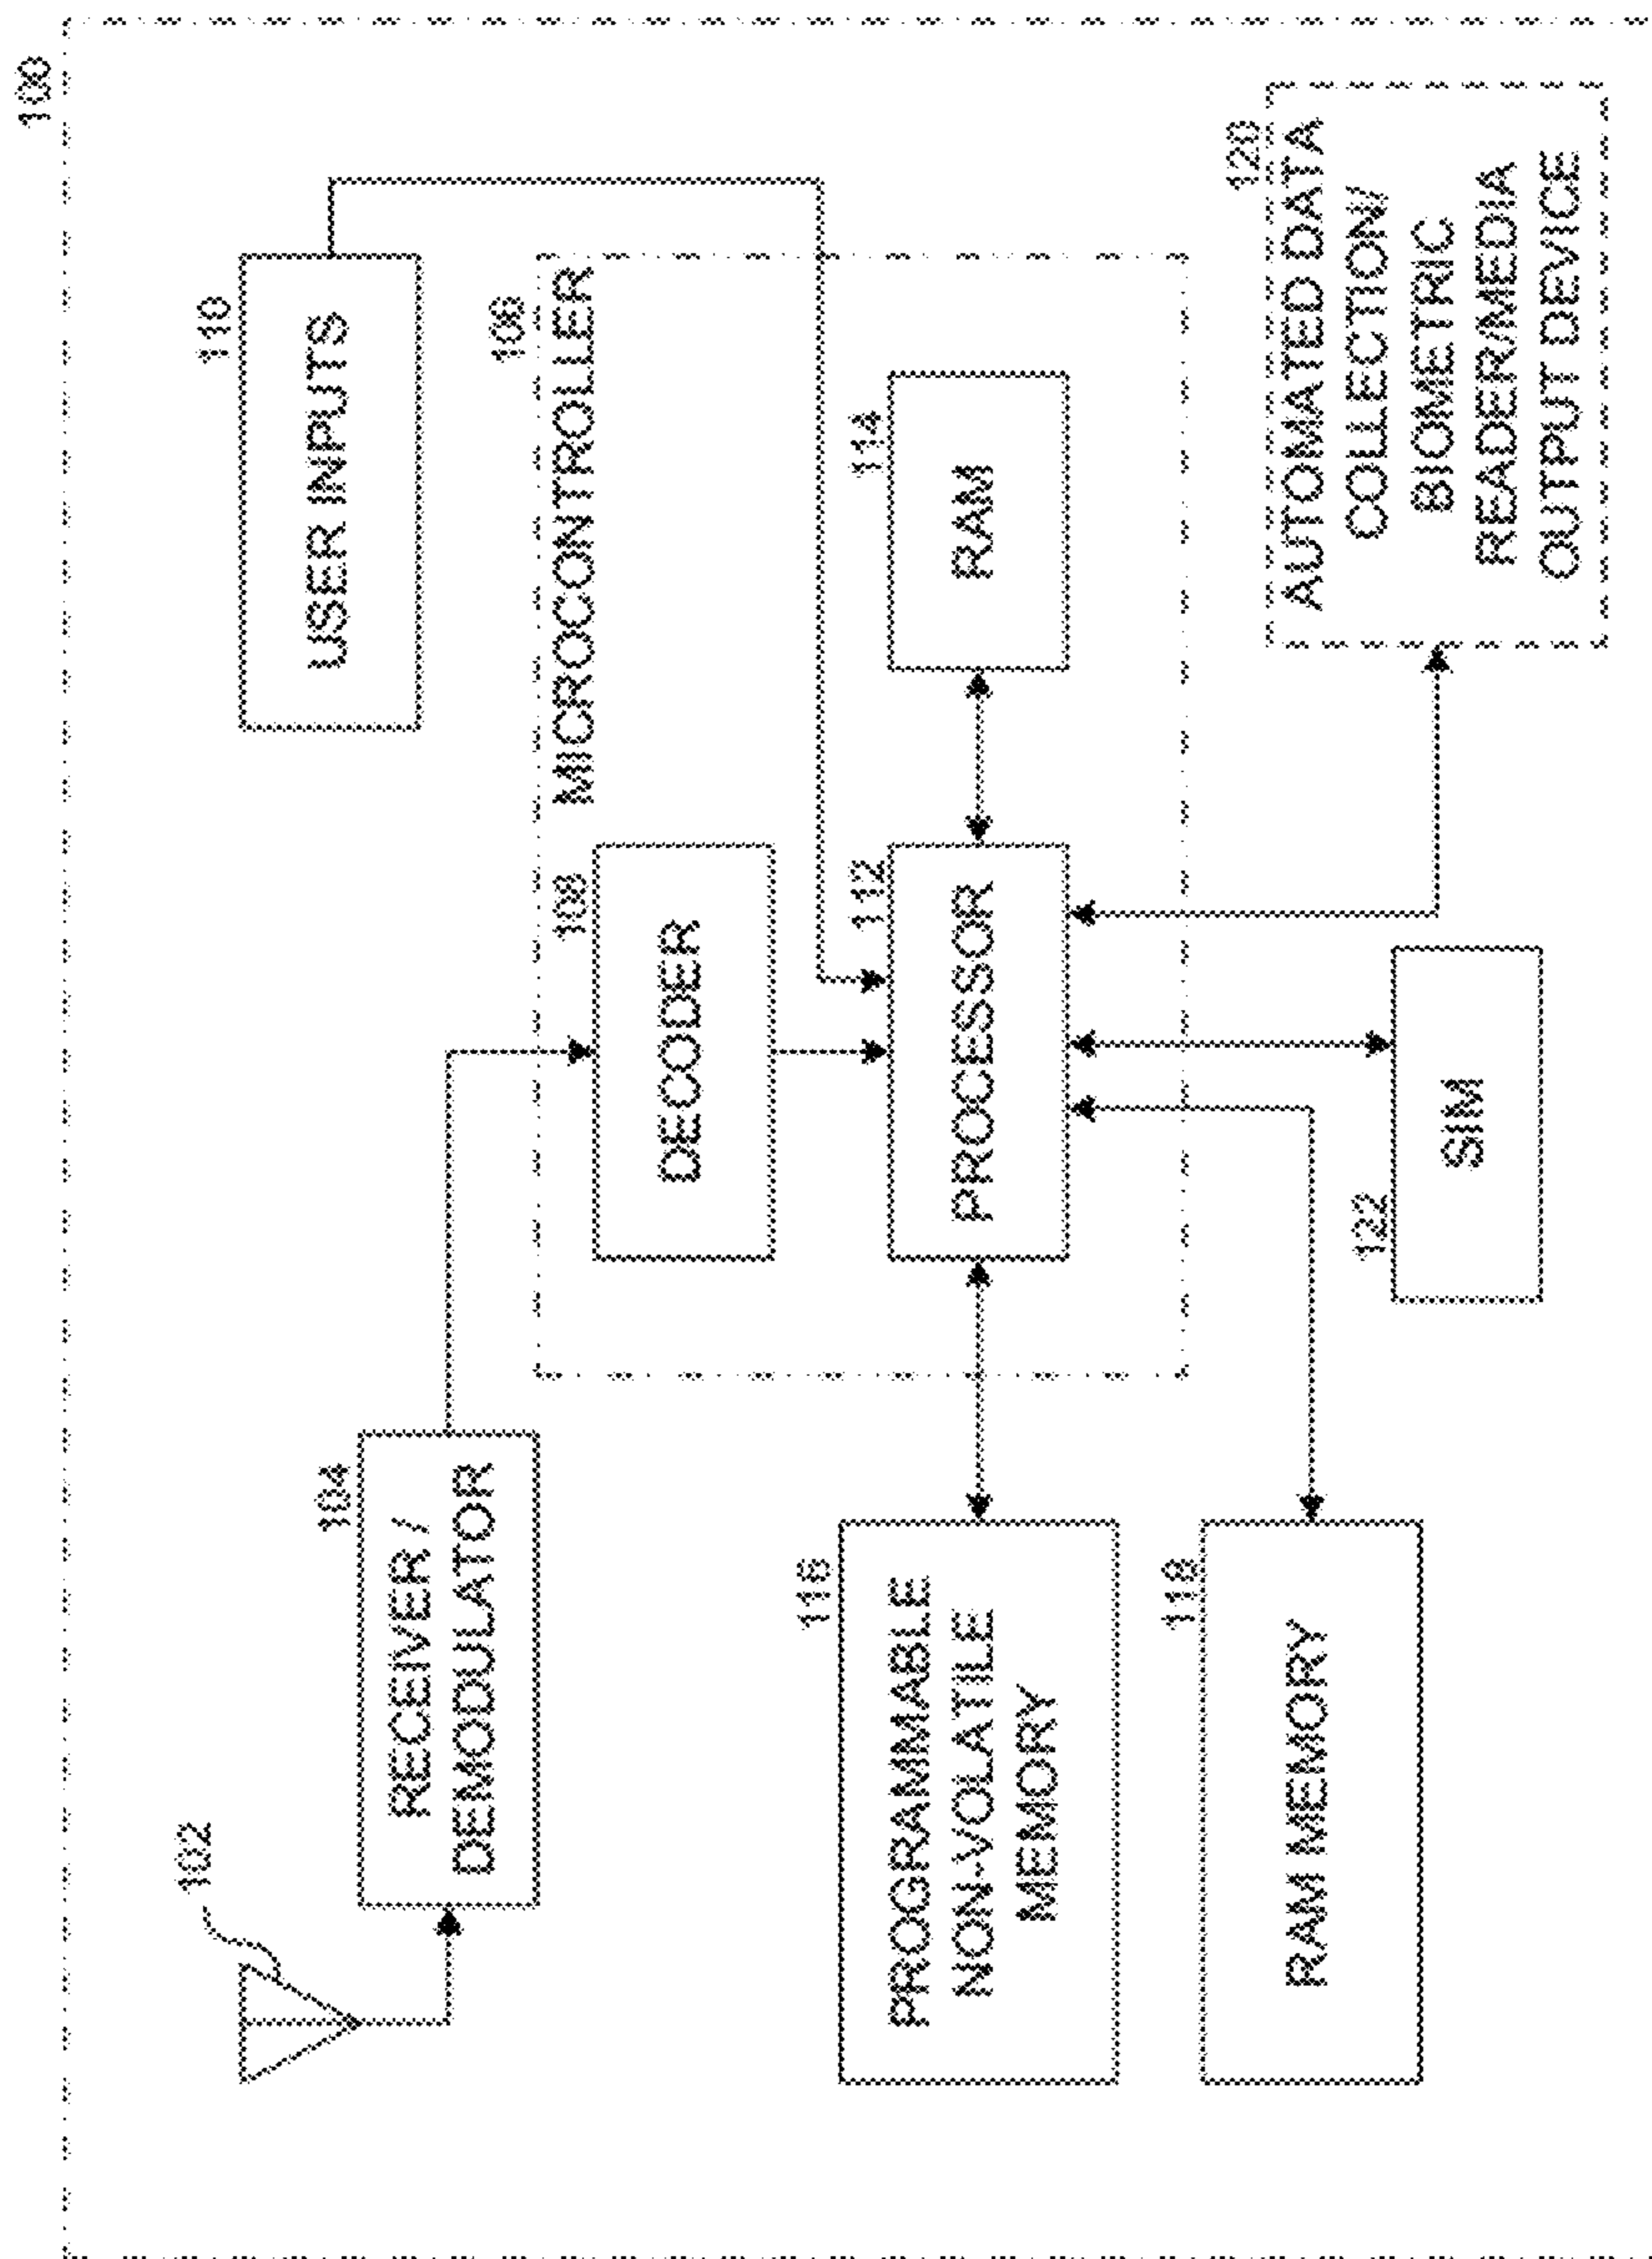 100
102
110
USER INPUTS
104
RECEIVER /
DEMODULATOR
106
MICROCONTROLLER
108
DECODER
116
PROGRAMMABLE
NON-VOLATILE
MEMORY
112
PROCESSOR
114
RAM
118
RAM MEMORY
122
SIM
120
AUTOMATED DATA
COLLECTION/
BIOMETRIC
READER/MEDIA
OUTPUT DEVICE